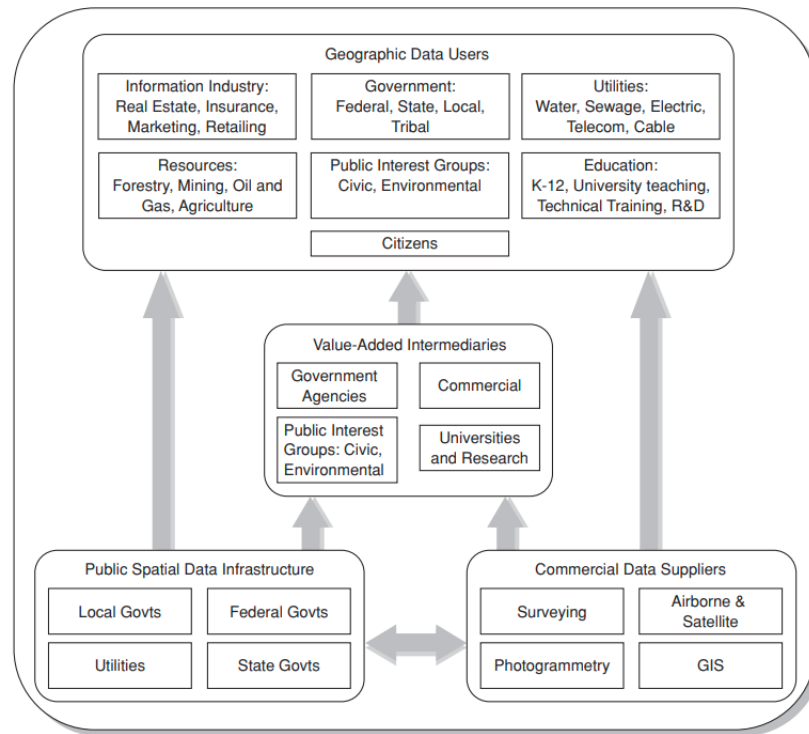 Geographic Data Users
Information Industry:
Real Estate, Insurance,
Marketing, Retailing
Government:
Federal, State, Local,
Tribal
Utilities:
Water, Sewage, Electric,
Telecom, Cable
Resources:
Forestry, Mining, Oil and
Gas, Agriculture
Public Interest Groups:
Civic, Environmental
Education:
K-12, University teaching,
Technical Training, R&D
Citizens
Value-Added Intermediaries
Government
Agencies
Commercial
Public Interest
Groups: Civic,
Environmental
Universities
and Research
Public Spatial Data Infrastructure
Local Govts
Federal Govts
Utilities
State Govts
Commercial Data Suppliers
Surveying
Airborne &
Satellite
Photogrammetry
GIS